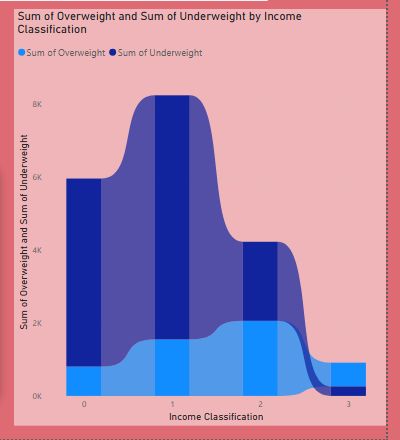 Sum of Overweight and Sum of Underweight by Income
Classification
Sum of Overweight Sum of Underweight
8K
6K
4K
2K
0K
Sum of Overweight and Sum of Underweight
0 1 2 3
Income Classification